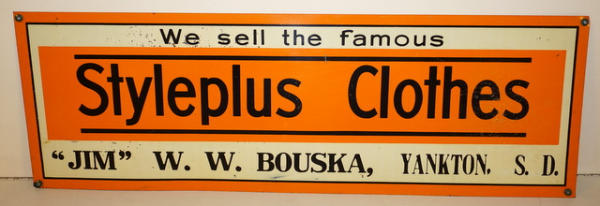 We sell the famous
Styleplus Clothes
"JIM" W. W. BOUSKA, YANKTON, S. D.